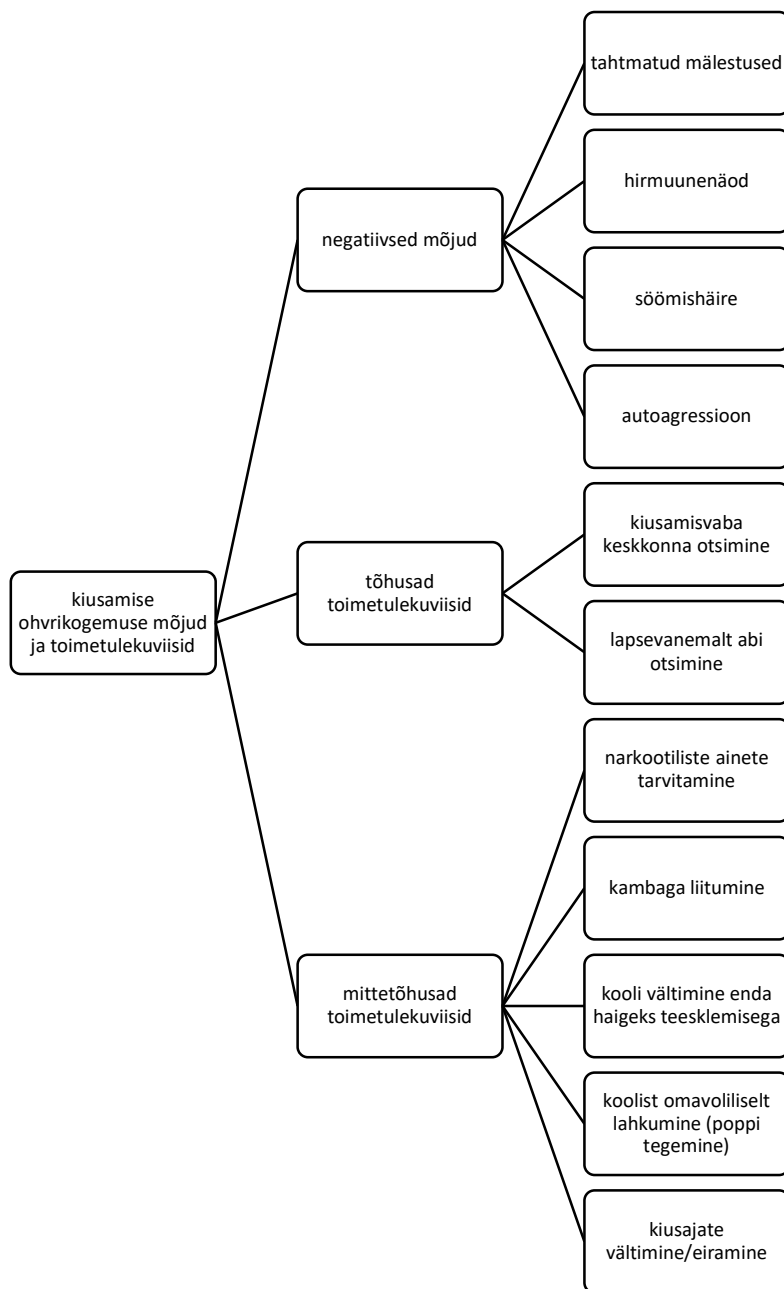 tahtmatud mälestused
hirmuunenäod
negatiivsed mõjud
söömishäire
autoagressioon
kiusamisvaba
keskkonna otsimine
tõhusad
toimetulekuviisid
kiusamise
ohvrikogemuse mõjud
ja toimetulekuviisid
lapsevanemalt abi
otsimine
narkootiliste ainete
tarvitamine
kambaga liitumine
mittetõhusad
toimetulekuviisid
kooli vältimine enda
haigeks teesklemisega
koolist omavoliliselt
lahkumine (poppi
tegemine)
kiusajate
vältimine/eiramine